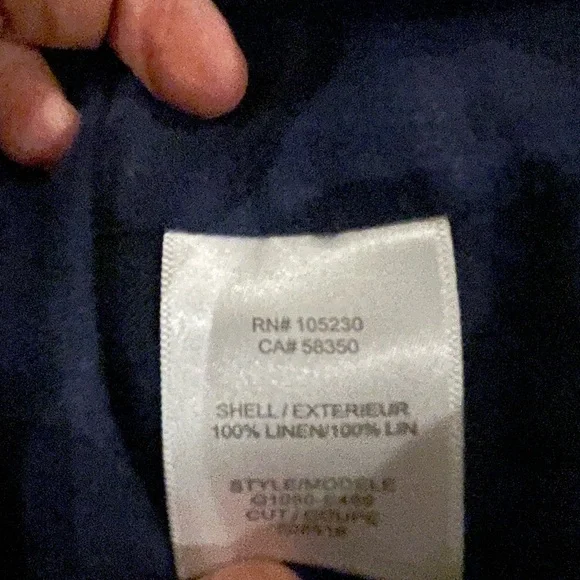 RN# 105230
CA# 58350
SHELL / EXTERIEUR
100% LINEN/100% LIN
STYLE/MODELE
CUT / COUPE